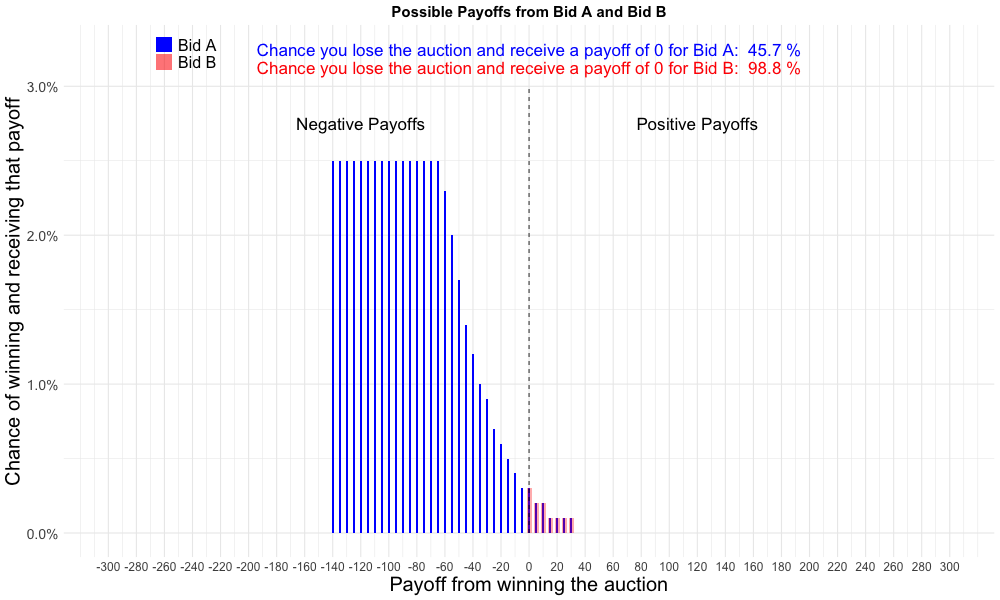 Possible Payoffs from Bid A and Bid B
Bid A
Bid B
Chance you lose the auction and receive a payoff of 0 for Bid A:  45.7 %
Chance you lose the auction and receive a payoff of 0 for Bid B:  98.8 %
Negative Payoffs
Positive Payoffs
Chance of winning and receiving that payoff
3.0%
2.0%
1.0%
0.0%
-300 -280 -260 -240 -220 -200 -180 -160 -140 -120 -100 -80 -60 -40 -20 0 20 40 60 80 100 120 140 160 180 200 220 240 260 280 300
Payoff from winning the auction